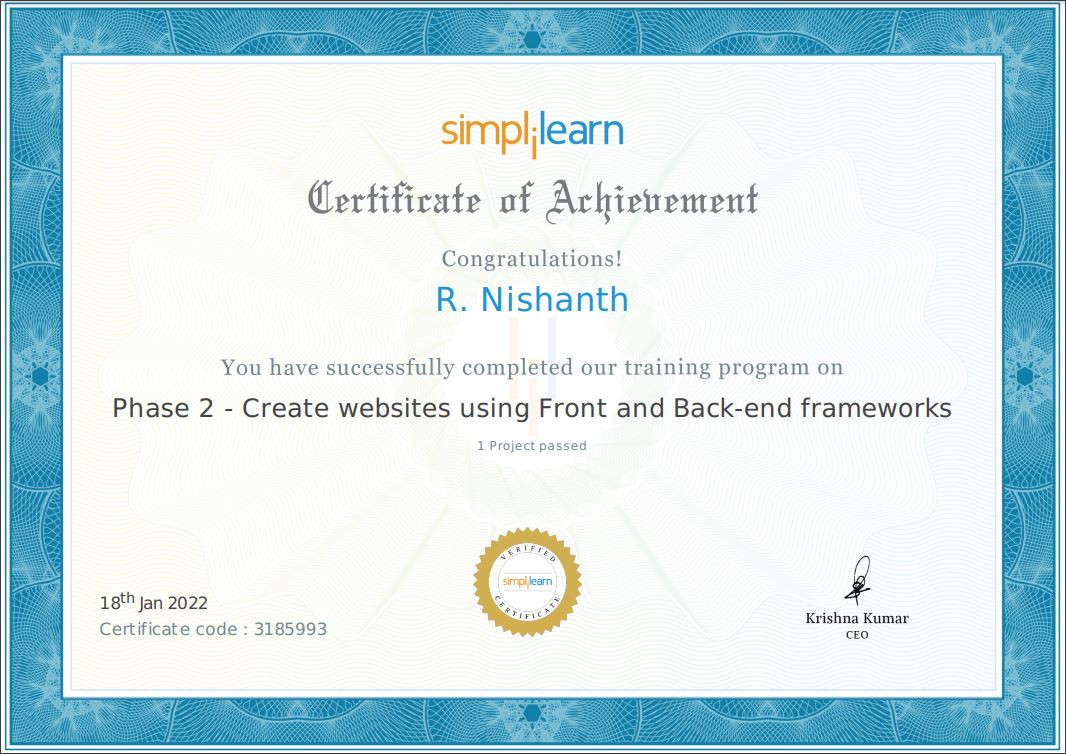 simplilearn
Certificate of Achievement
Congratulations!
R. Nishanth
You have successfully completed our training program on
Phase 2 - Create websites using Front and Back-end frameworks
1 Project passed
VERIFIED
simplilearn
CERTIFICATE
18th Jan 2022
Certificate code : 3185993
Krishna Kumar
CEO